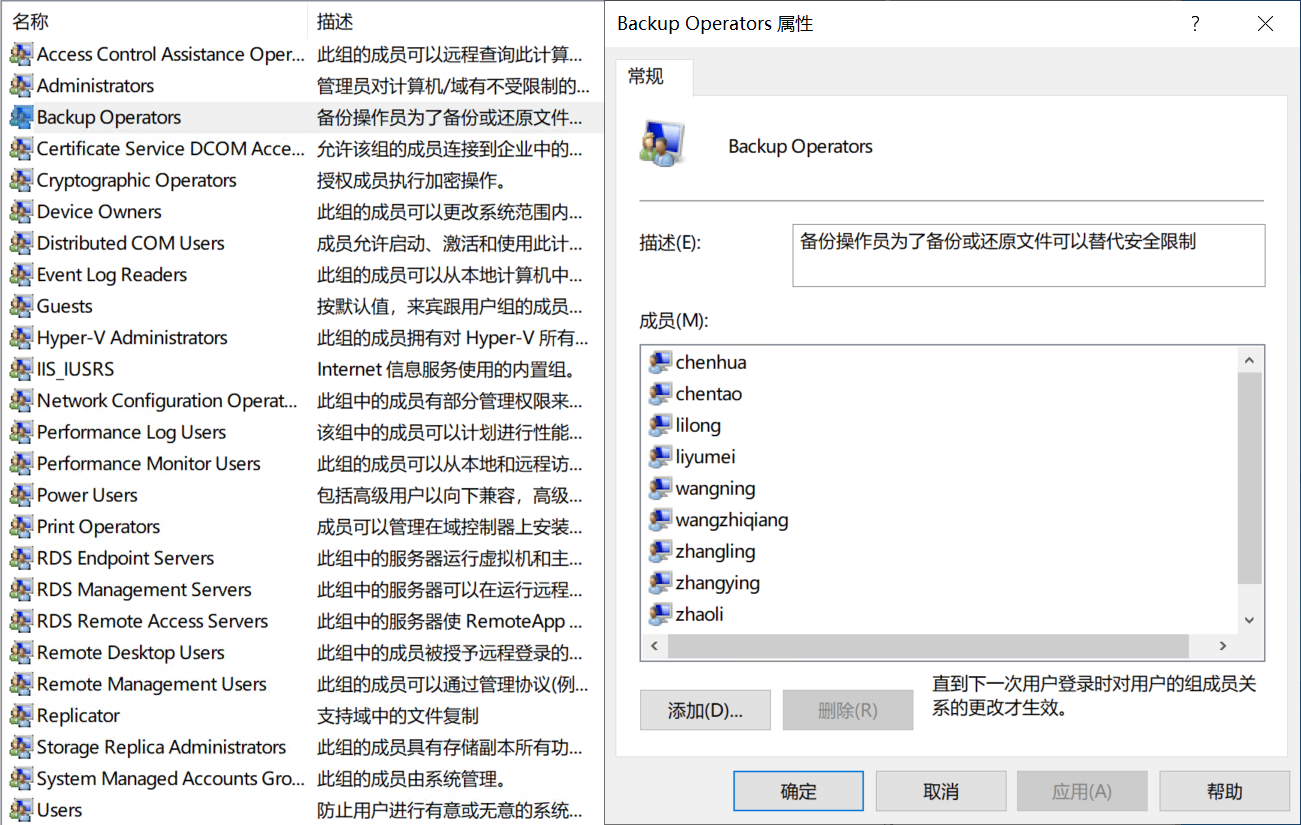 名称 描述
Access Control Assistance Oper... 此组的成员可以远程查询此计算...
Administrators 管理员对计算机/域有不受限制的...
Backup Operators 备份操作员为了备份或还原文件...
Certificate Service DCOM Acce... 允许该组的成员连接到企业中的...
Cryptographic Operators 授权成员执行加密操作。
Device Owners 此组的成员可以更改系统范围内...
Distributed COM Users 成员允许启动、激活和使用此计...
Event Log Readers 此组的成员可以从本地计算机中...
Guests 按默认值，来宾跟用户组的成员...
Hyper-V Administrators 此组的成员拥有对 Hyper-V 所有...
IIS_IUSRS Internet 信息服务使用的内置组。
Network Configuration Operat... 此组中的成员有部分管理权限来...
Performance Log Users 该组中的成员可以计划进行性能...
Performance Monitor Users 此组的成员可以从本地和远程访...
Power Users 包括高级用户以向下兼容，高级...
Print Operators 成员可以管理在域控制器上安装...
RDS Endpoint Servers 此组中的服务器运行虚拟机和主...
RDS Management Servers 此组中的服务器可以在运行远程...
RDS Remote Access Servers 此组中的服务器使 RemoteApp ...
Remote Desktop Users 此组中的成员被授予远程登录的...
Remote Management Users 此组的成员可以通过管理协议(例...
Replicator 支持域中的文件复制
Storage Replica Administrators 此组的成员具有存储副本所有功...
System Managed Accounts Gro... 此组的成员由系统管理。
Users 防止用户进行有意或无意的系统...
Backup Operators 属性
常规
Backup Operators
描述(E):
备份操作员为了备份或还原文件可以替代安全限制
成员(M):
chenhua
chentao
lilong
liyumei
wangning
wangzhiqiang
zhangling
zhangying
zhaoli
添加(D)... 删除(R)
直到下一次用户登录时对用户的组成员关
系的更改才生效。
确定 取消 应用(A) 帮助